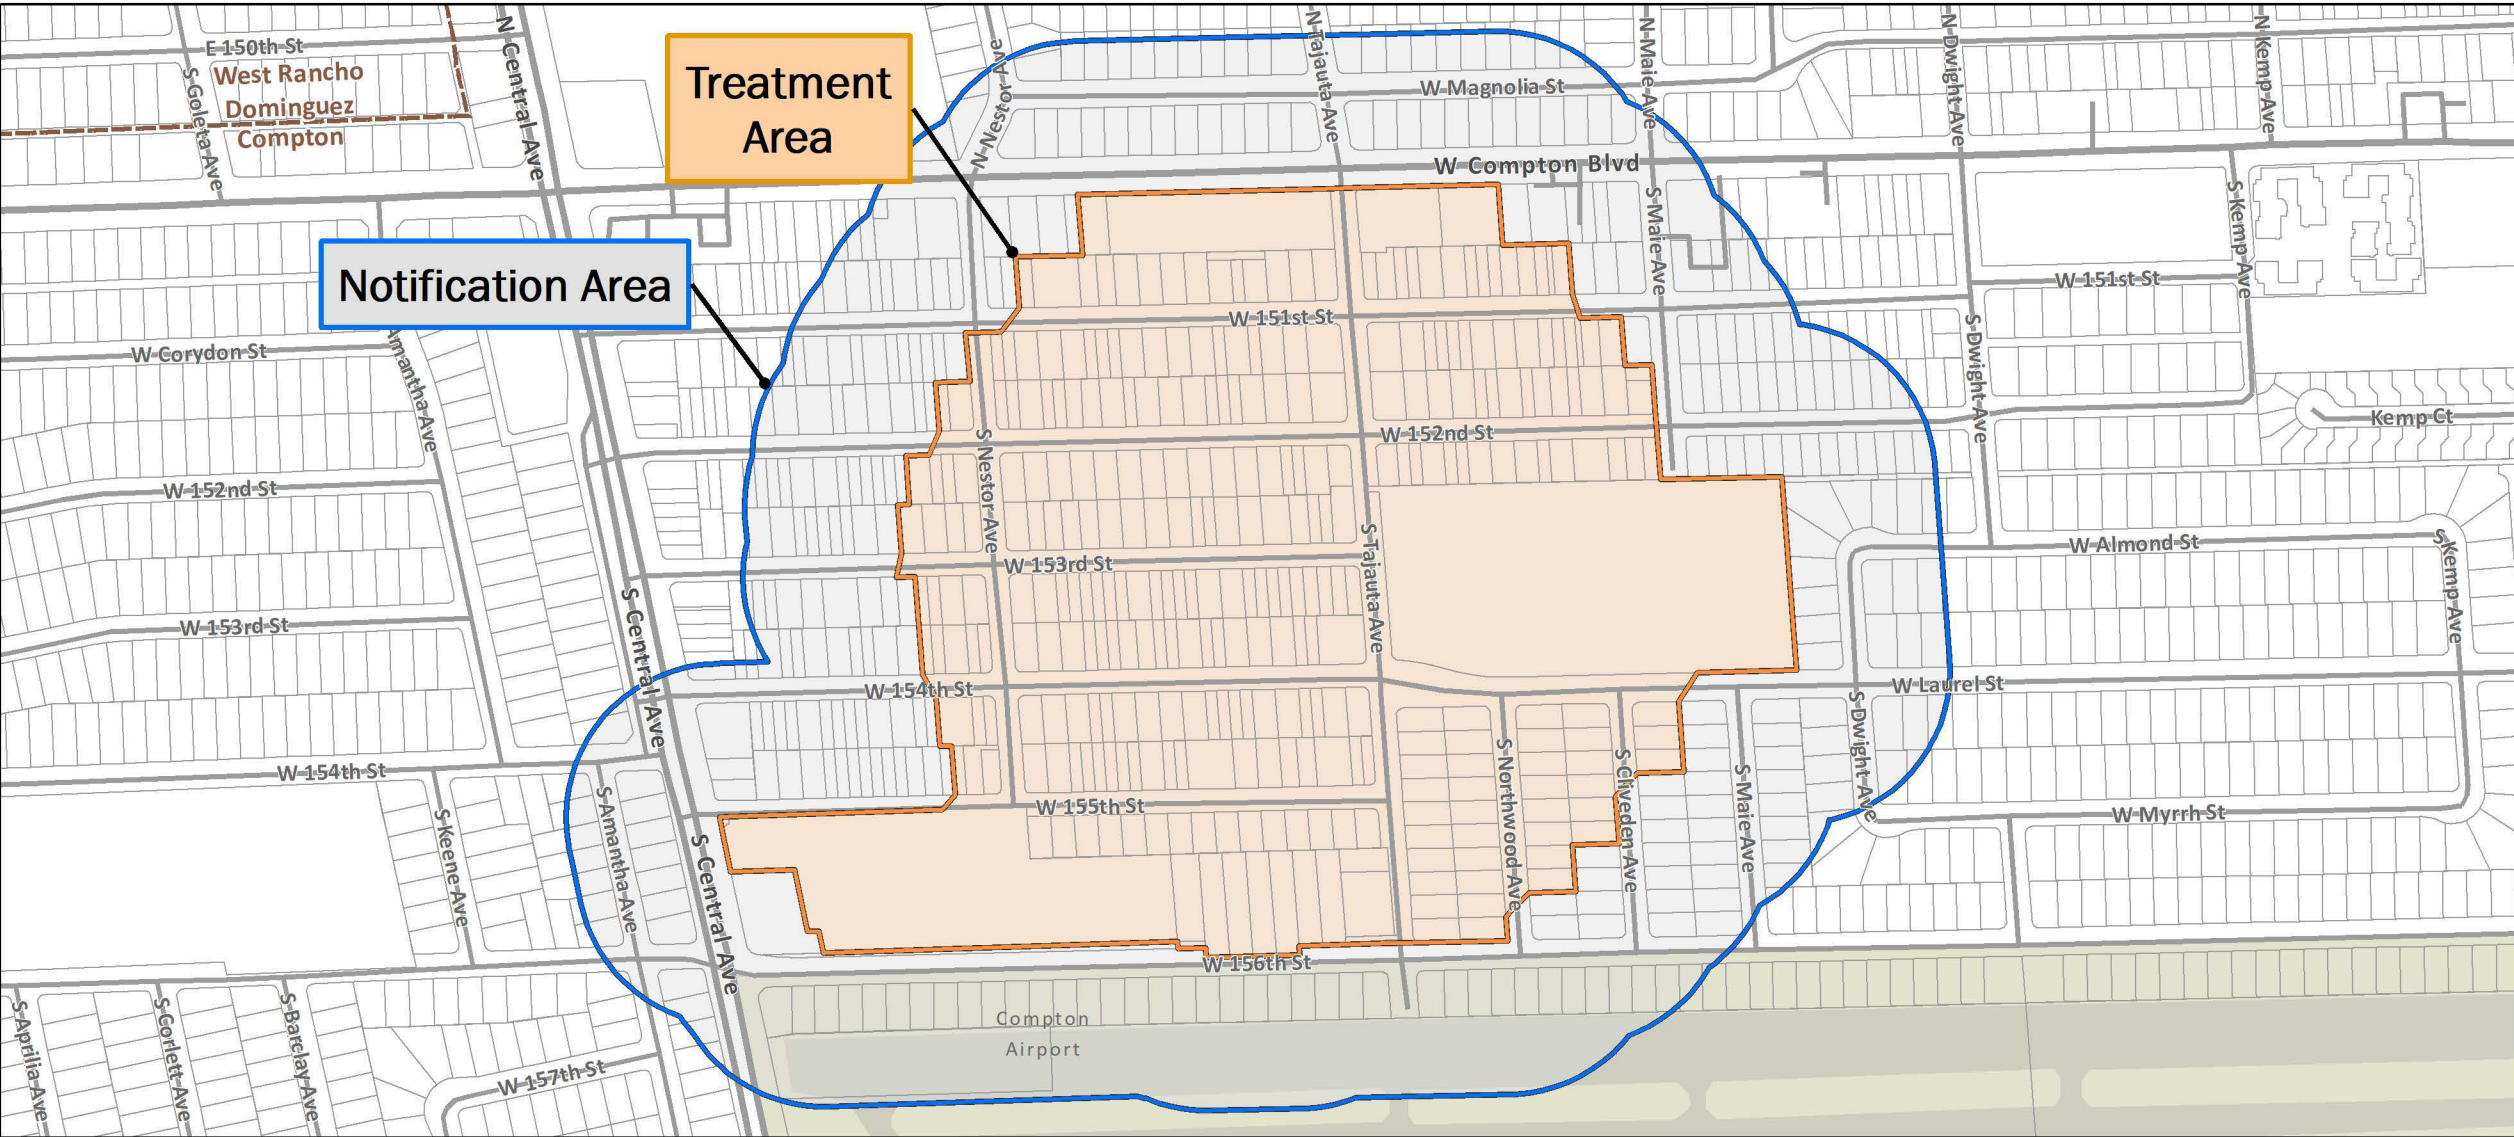 E 150th St
West Rancho
Dominguez
Compton
S Goleta Ave
N Central Ave
Treatment
Area
Notification Area
N Nestor Ave
N Tajauta Ave
W Magnolia St
N Maie Ave
N Dwight Ave
N Kemp Ave
W Compton Blvd
S Maie Ave
S Kemp Ave
W 151st St
W 151st St
W Corydon St
Amantha Ave
S Dwight Ave
Kemp Ct
W 152nd St
W 152nd St
S Nestor Ave
S Tajauta Ave
W Almond St
S Kemp Ave
W 153rd St
W 153rd St
S Central Ave
W 154th St
W Laurel St
W 154th St
S Dwight Ave
S Northwood Ave
S Cliveden Ave
S Maie Ave
W 155th St
W Myrrh St
S Keene Ave
S Amantha Ave
S Central Ave
W 156th St
Compton
Airport
S Aprilia Ave
S Corlett Ave
S Barclay Ave
W 157th St